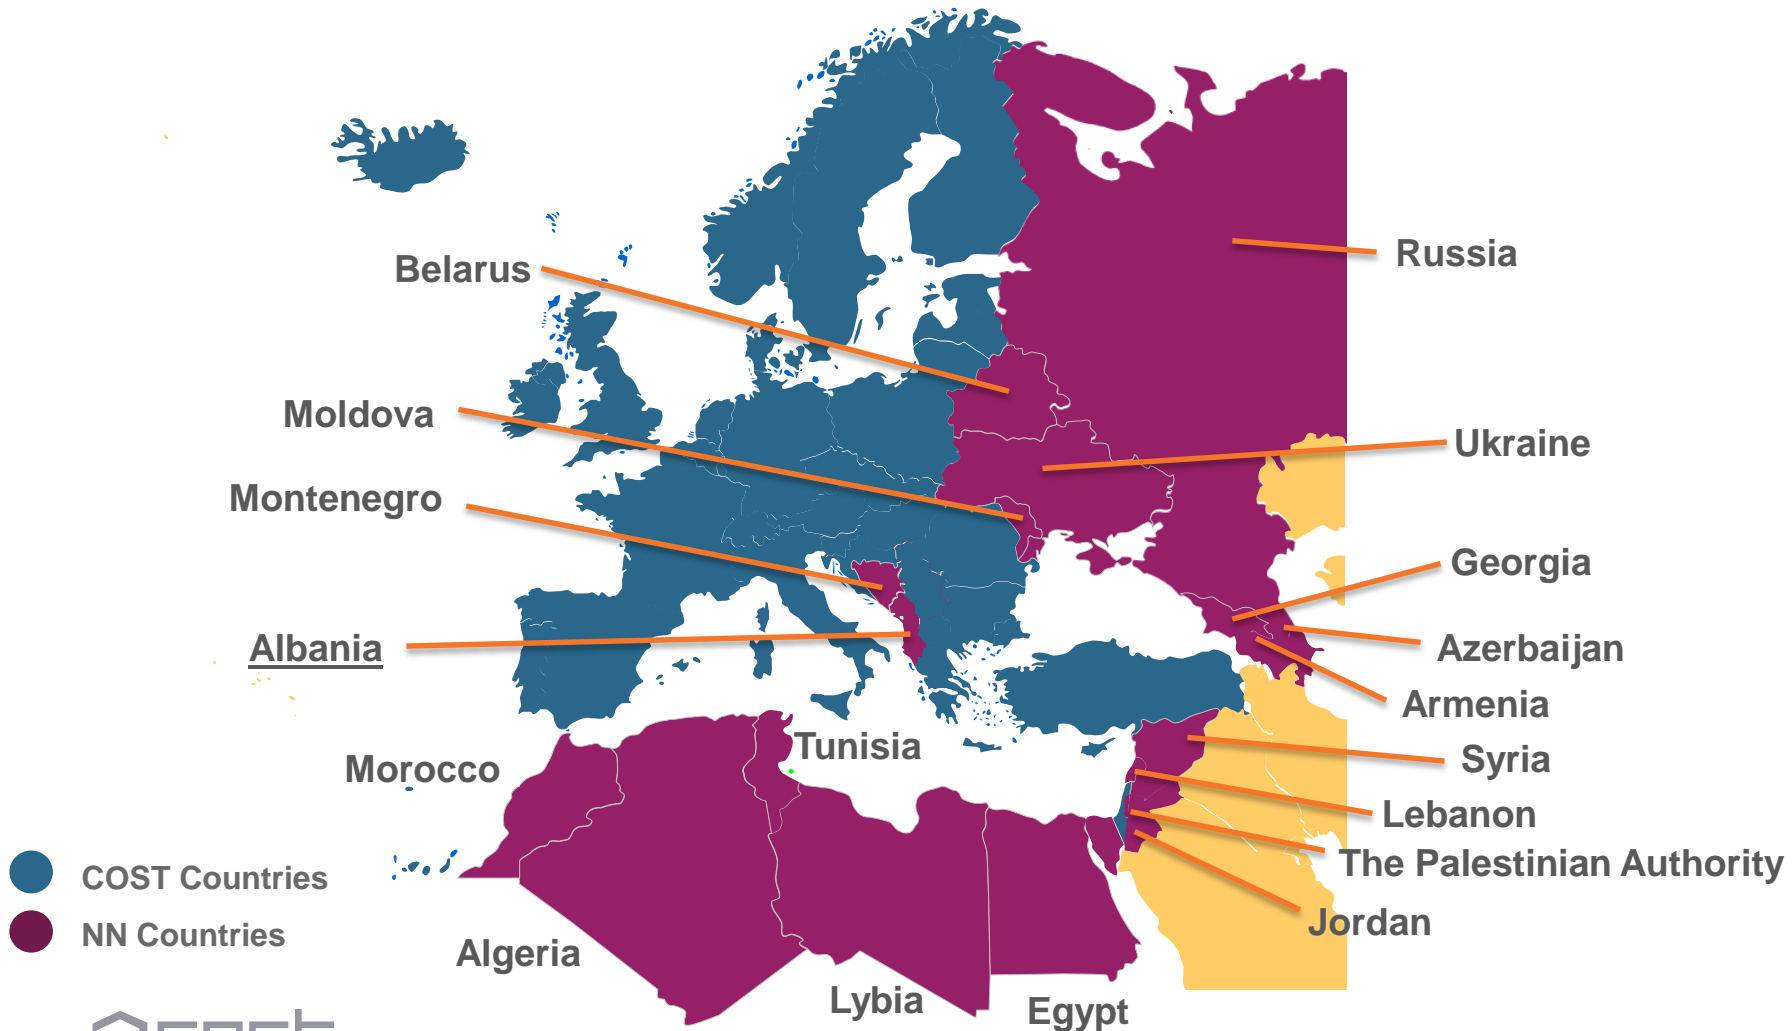 Belarus
Russia
Moldova
Ukraine
Montenegro
Georgia
Albania
Azerbaijan
Armenia
Tunisia
Syria
Morocco
Lebanon
The Palestinian Authority
COST Countries
Jordan
NN Countries
Algeria
Lybia
Egypt